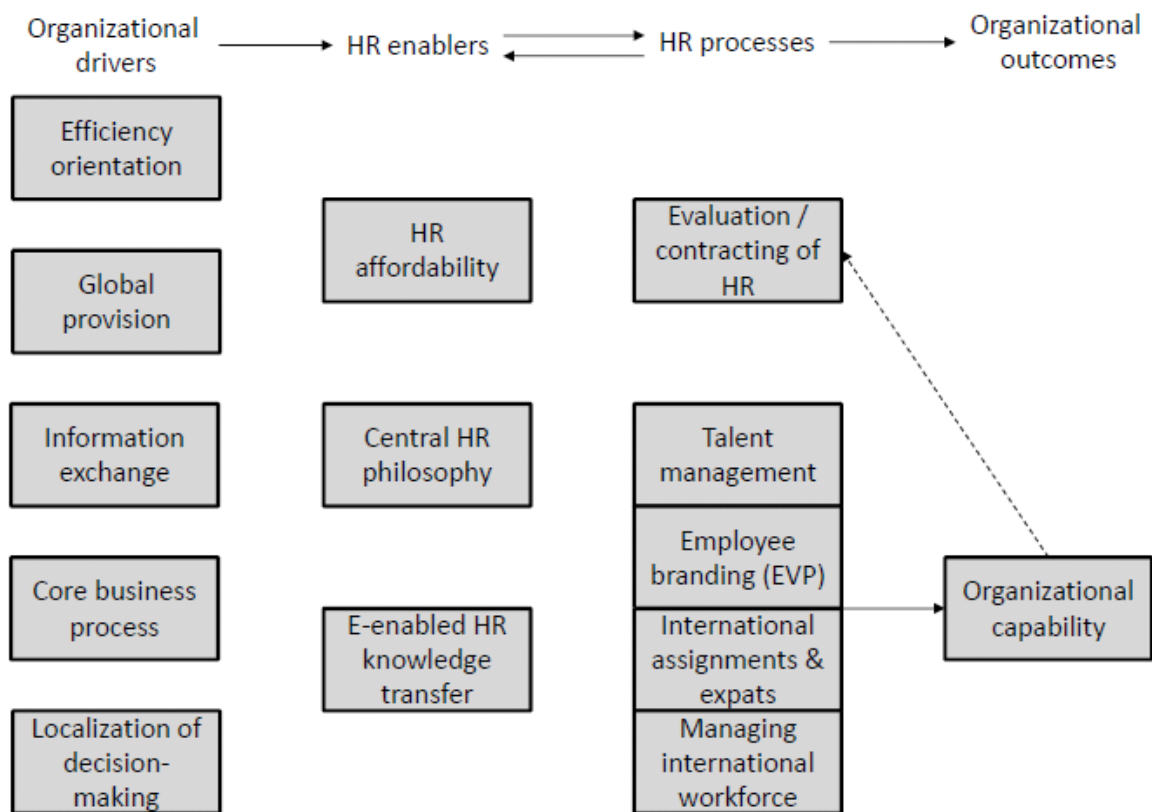 Organizational
drivers
HR enablers
HR processes
Organizational
outcomes
Efficiency
orientation
Global
provision
Information
exchange
Core business
process
Localization of
decision-
making
HR
affordability
Central HR
philosophy
E-enabled HR
knowledge
transfer
Evaluation /
contracting of
HR
Talent
management
Employee
branding (EVP)
International
assignments &
expats
Managing
international
workforce
Organizational
capability